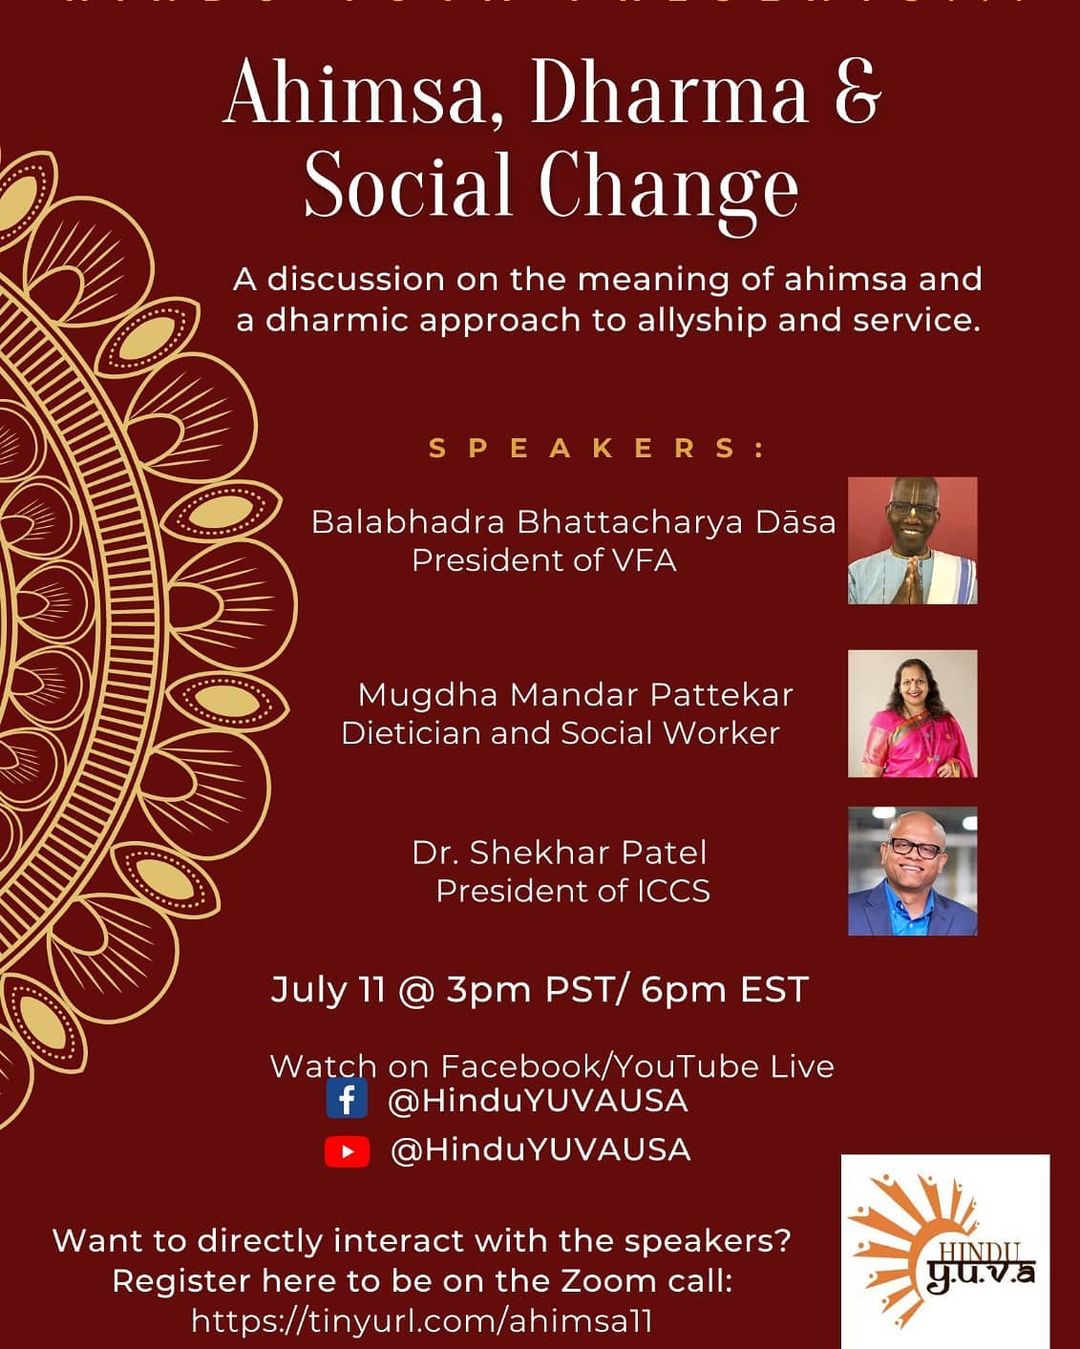 Ahimsa, Dharma &
Social Change
A discussion on the meaning of ahimsa and
a dharmic approach to allyship and service.
SPEAKERS:
Balabhadra Bhattacharya Dāsa
President of VFA
Mugdha Mandar Pattekar
Dietician and Social Worker
Dr. Shekhar Patel
President of ICCS
July 11 @ 3pm PST/ 6pm EST
Watch on Facebook/YouTube Live
@HinduYUVAUSA
@HinduYUVAUSA
Want to directly interact with the speakers?
Register here to be on the Zoom call:
https://tinyurl.com/ahimsa11
HINDU
y.u.v.a